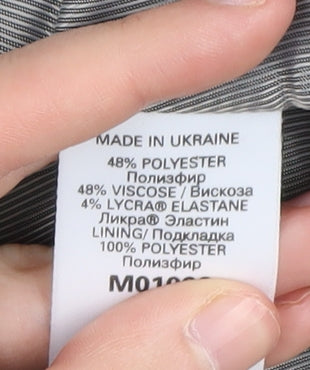 MADE IN UKRAINE
48% POLYESTER
Полиэфир
48% VISCOSE / Вискоза
4% LYCRA® ELASTANE
Ликра® Эластин
LINING/ Подкладка
100% POLYESTER
Полиэфир